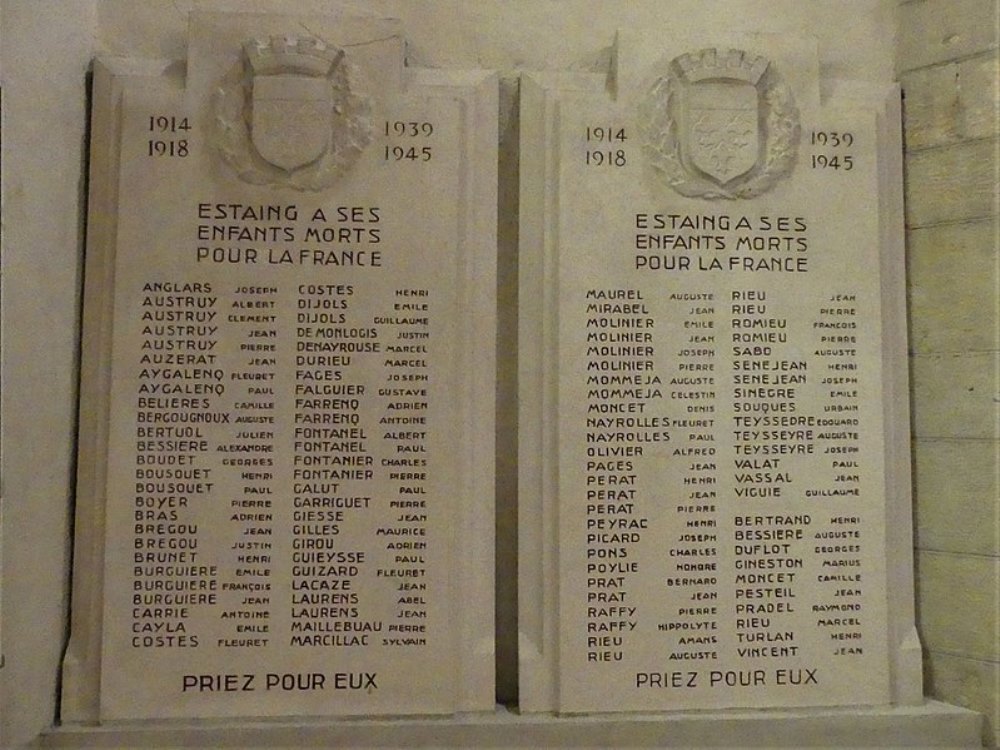 1914
1918
1939
1945
ESTAING A SES
ENFANTS MORTS
POUR LA FRANCE
ANGLARS JOSEPH
AUSTRUY ALBERT
AUSTRUY CLEMENT
AUSTRUY JEAN
AUSTRUY PIERRE
AUZERAT JEAN
AYGALENQ FLEURET
AYGALENQ PAUL
BELIERES CAMILLE
BERGOUGNOUX AUGUSTE
BERTUOL JULIEN
BESSIERE ALEXANDRE
BOUDET GEORGES
BOUSQUET HENRI
BOUSQUET PAUL
BOYER PIERRE
BRAS ADRIEN
BREGOU JEAN
BREGOU JUSTIN
BRUNET HENRI
BURGUIERE EMILE
BURGUIERE FRANÇOIS
BURGUIERE JEAN
CARRIE ANTOINE
CAYLA EMILE
COSTES FLEURET
COSTES HENRI
DIJOLS EMILE
DIJOLS GUILLAUME
DE MONLOGIS JUSTIN
DENAYROUSE MARCEL
DURIEU MARCEL
FAGES JOSEPH
FALGUIER GUSTAVE
FARRENQ ADRIEN
FARRENQ ANTOINE
FONTANEL ALBERT
FONTANEL PAUL
FONTANIER CHARLES
FONTANIER PIERRE
GALUT PAUL
GARRIGUET PIERRE
GIESSE JEAN
GILLES MAURICE
GIROU ADRIEN
GUIEYSSE PAUL
GUIZARD FLEURET
LACAZE JEAN
LAURENS ABEL
LAURENS JEAN
MAILLEBUAU PIERRE
MARCILLAC SYLVAIN
PRIEZ POUR EUX
1914
1918
1939
1945
ESTAING A SES
ENFANTS MORTS
POUR LA FRANCE
MAUREL AUGUSTE
MIRABEL JEAN
MOLINIER EMILE
MOLINIER JEAN
MOLINIER JOSEPH
MOLINIER PIERRE
MOMMEJA AUGUSTE
MOMMEJA CELESTIN
MONCET DENIS
NAYROLLES FLEURET
NAYROLLES PAUL
OLIVIER ALFRED
PAGES JEAN
PERAT HENRI
PERAT JEAN
PERAT PIERRE
PEYRAC HENRI
PICARD JOSEPH
PONS CHARLES
POYLIE HONORE
PRAT BERNARD
PRAT JEAN
RAFFY PIERRE
RAFFY HIPPOLYTE
RIEU AMANS
RIEU AUGUSTE
RIEU JEAN
RIEU PIERRE
ROMIEU FRANCOIS
ROMIEU PIERRE
SABO AUGUSTE
SENEJEAN HENRI
SENEJEAN JOSEPH
SINEGRE EMILE
SOUQUES URBAIN
TEYSSEDRE EDOUARD
TEYSSEYRE AUGUSTE
TEYSSEYRE JOSEPH
VALAT PAUL
VASSAL JEAN
VIGUIE GUILLAUME
BERTRAND HENRI
BESSIERE AUGUSTE
DUFLOT GEORGES
GINESTON MARIUS
MONCET CAMILLE
PESTEIL JEAN
PRADEL RAYMOND
RIEU MARCEL
TURLAN HENRI
VINCENT JEAN
PRIEZ POUR EUX